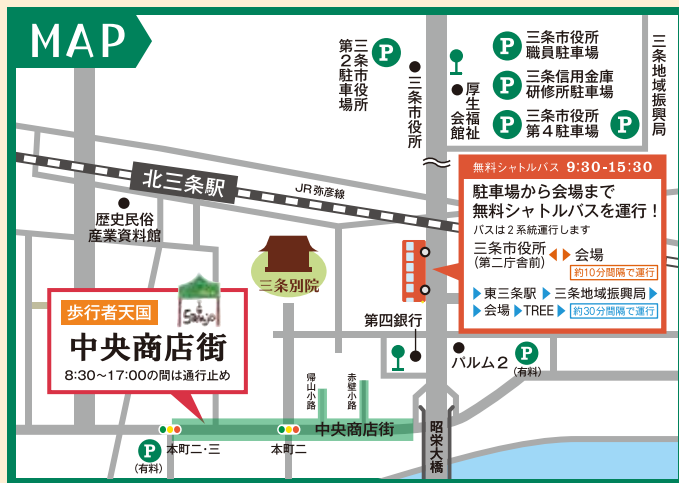 MAP
三条市役所
第2駐車場
P
三条市役所
厚生福祉
会館
P
三条市役所
職員駐車場
P
三条信用金庫
研修所駐車場
P
三条市役所
第4駐車場
P
三条地域振興局
北三条駅
JR弥彦線
歴史民俗
産業資料館
三条別院
無料シャトルバス 9:30-15:30
駐車場から会場まで
無料シャトルバスを運行！
バスは2系統運行します
三条市役所
(第二庁舎前)
会場
約10分間隔で運行
東三条駅
三条地域振興局
会場
TREE
約30分間隔で運行
歩行者天国
Sanjo
中央商店街
8:30〜17:00の間は通行止め
第四銀行
パルム2
P
(有料)
帰山小路
赤壁小路
中央商店街
昭栄大橋
P
(有料)
本町二・三
本町二